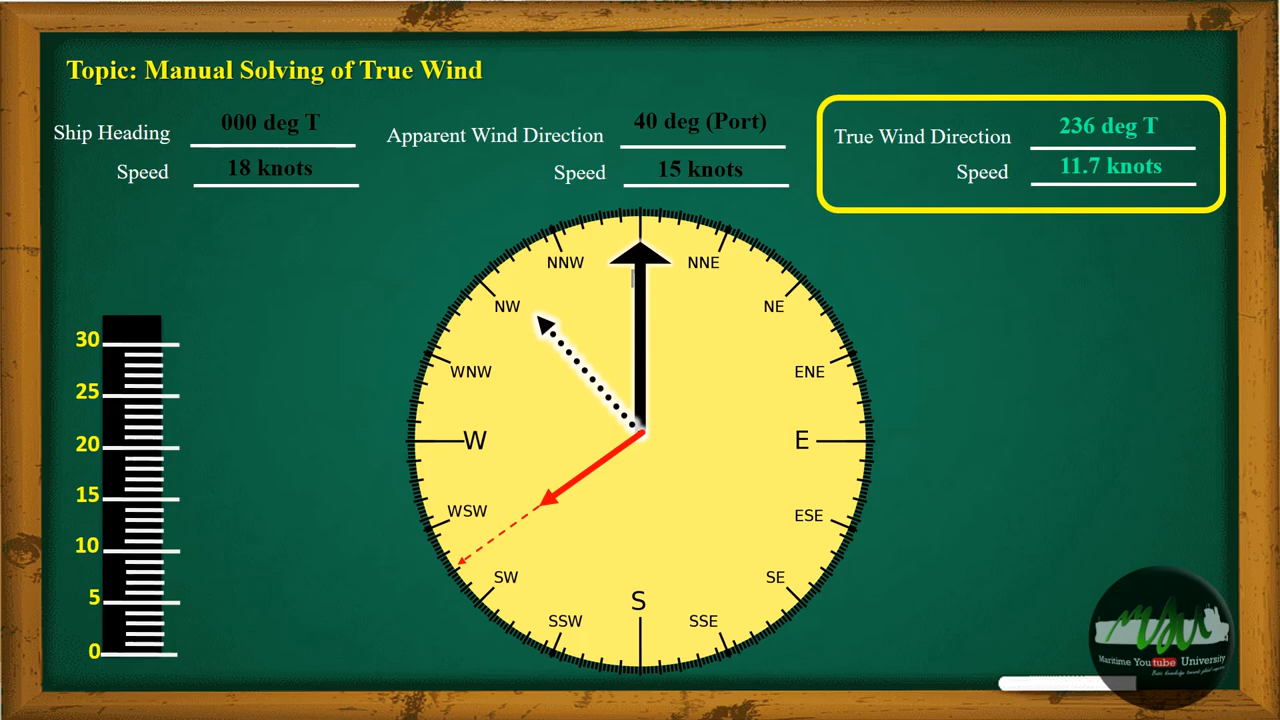 Topic: Manual Solving of True Wind
Ship Heading 000 deg T
Speed 18 knots
Apparent Wind Direction 40 deg (Port)
Speed 15 knots
True Wind Direction 236 deg T
Speed 11.7 knots
NNW NNE
NW NE
WNW ENE
W E
WSW ESE
SW SE
S
SSW SSE
30
25
20
15
10
5
0
msu
Maritime YouTube University